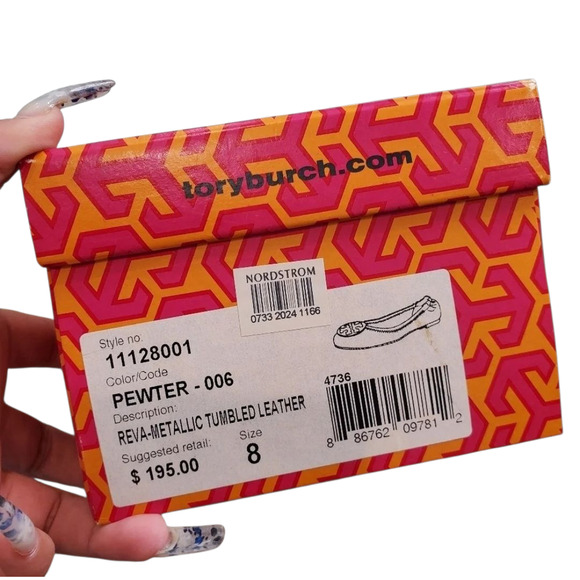 toryburch.com
NORDSTROM
0733 2024 1166
Style no:
11128001
Color/Code
PEWTER - 006
Description:
REVA-METALLIC TUMBLED LEATHER
Suggested retail:
$ 195.00
Size
8
4736
8 86762 09781 2